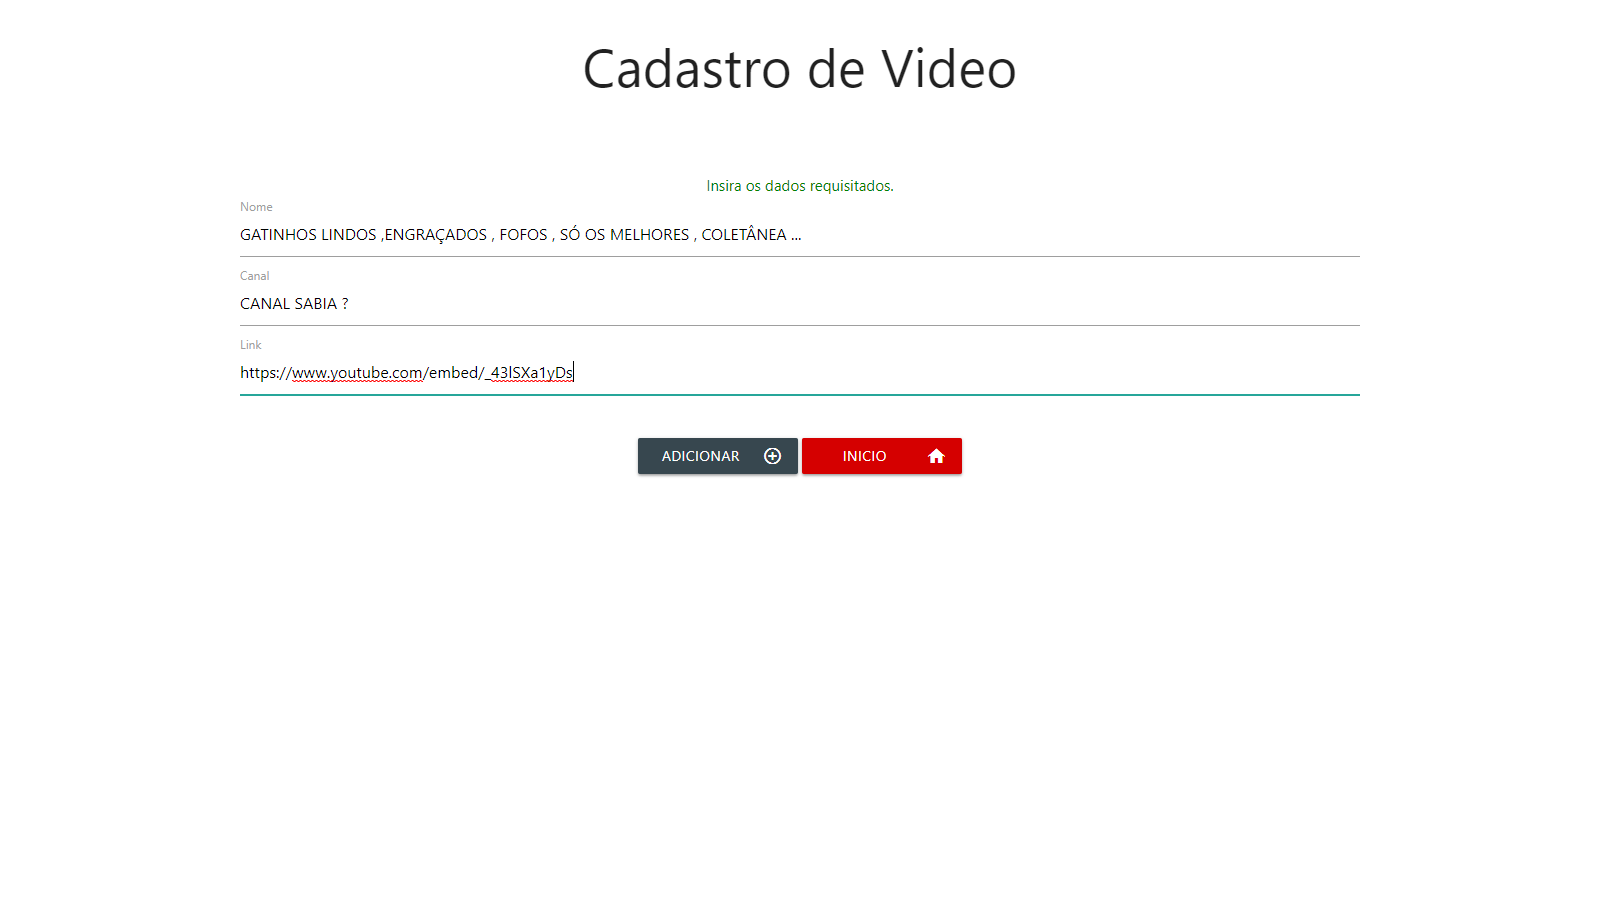 Cadastro de Video
Insira os dados requisitados.
Nome
GATINHOS LINDOS ,ENGRAÇADOS , FOFOS , SÓ OS MELHORES , COLETÂNEA ...
Canal
CANAL SABIA ?
Link
https://www.youtube.com/embed/_43lSXa1yDs
ADICIONAR
INICIO